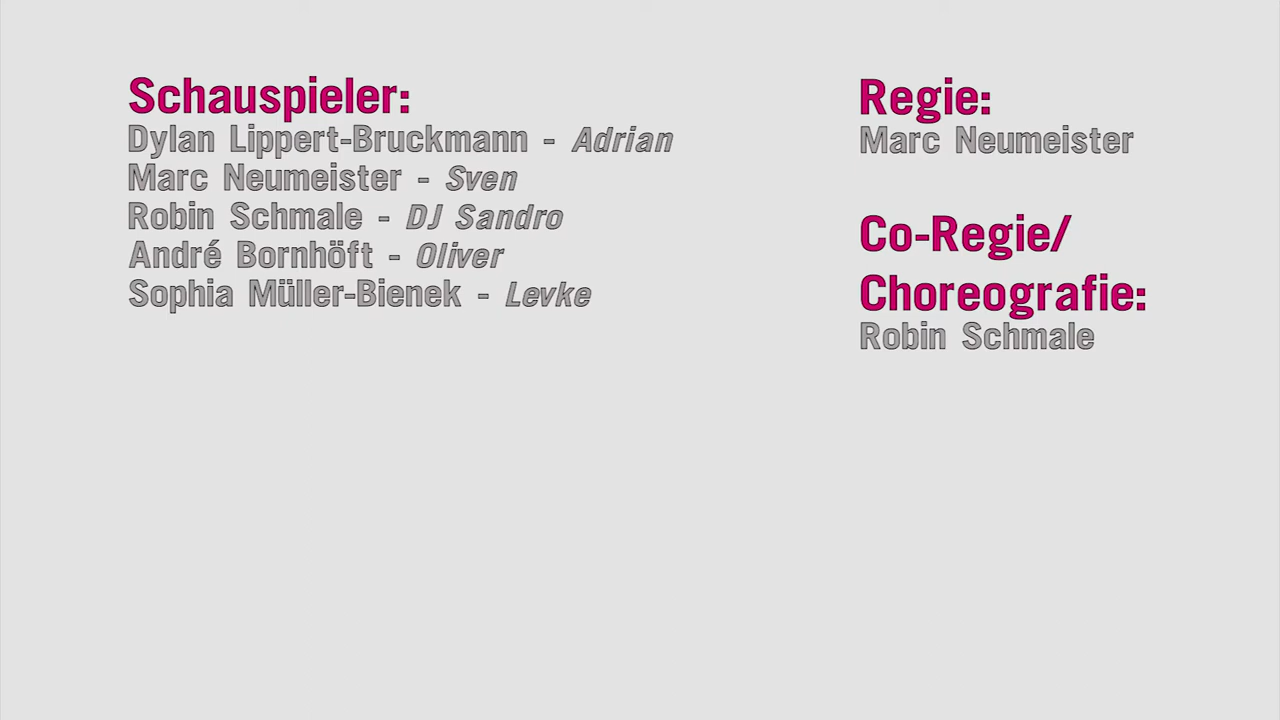 Schauspieler:
Dylan Lippert-Bruckmann - Adrian
Marc Neumeister - Sven
Robin Schmale - DJ Sandro
André Bornhöft - Oliver
Sophia Müller-Bienek - Levke
Regie:
Marc Neumeister
Co-Regie/
Choreografie:
Robin Schmale